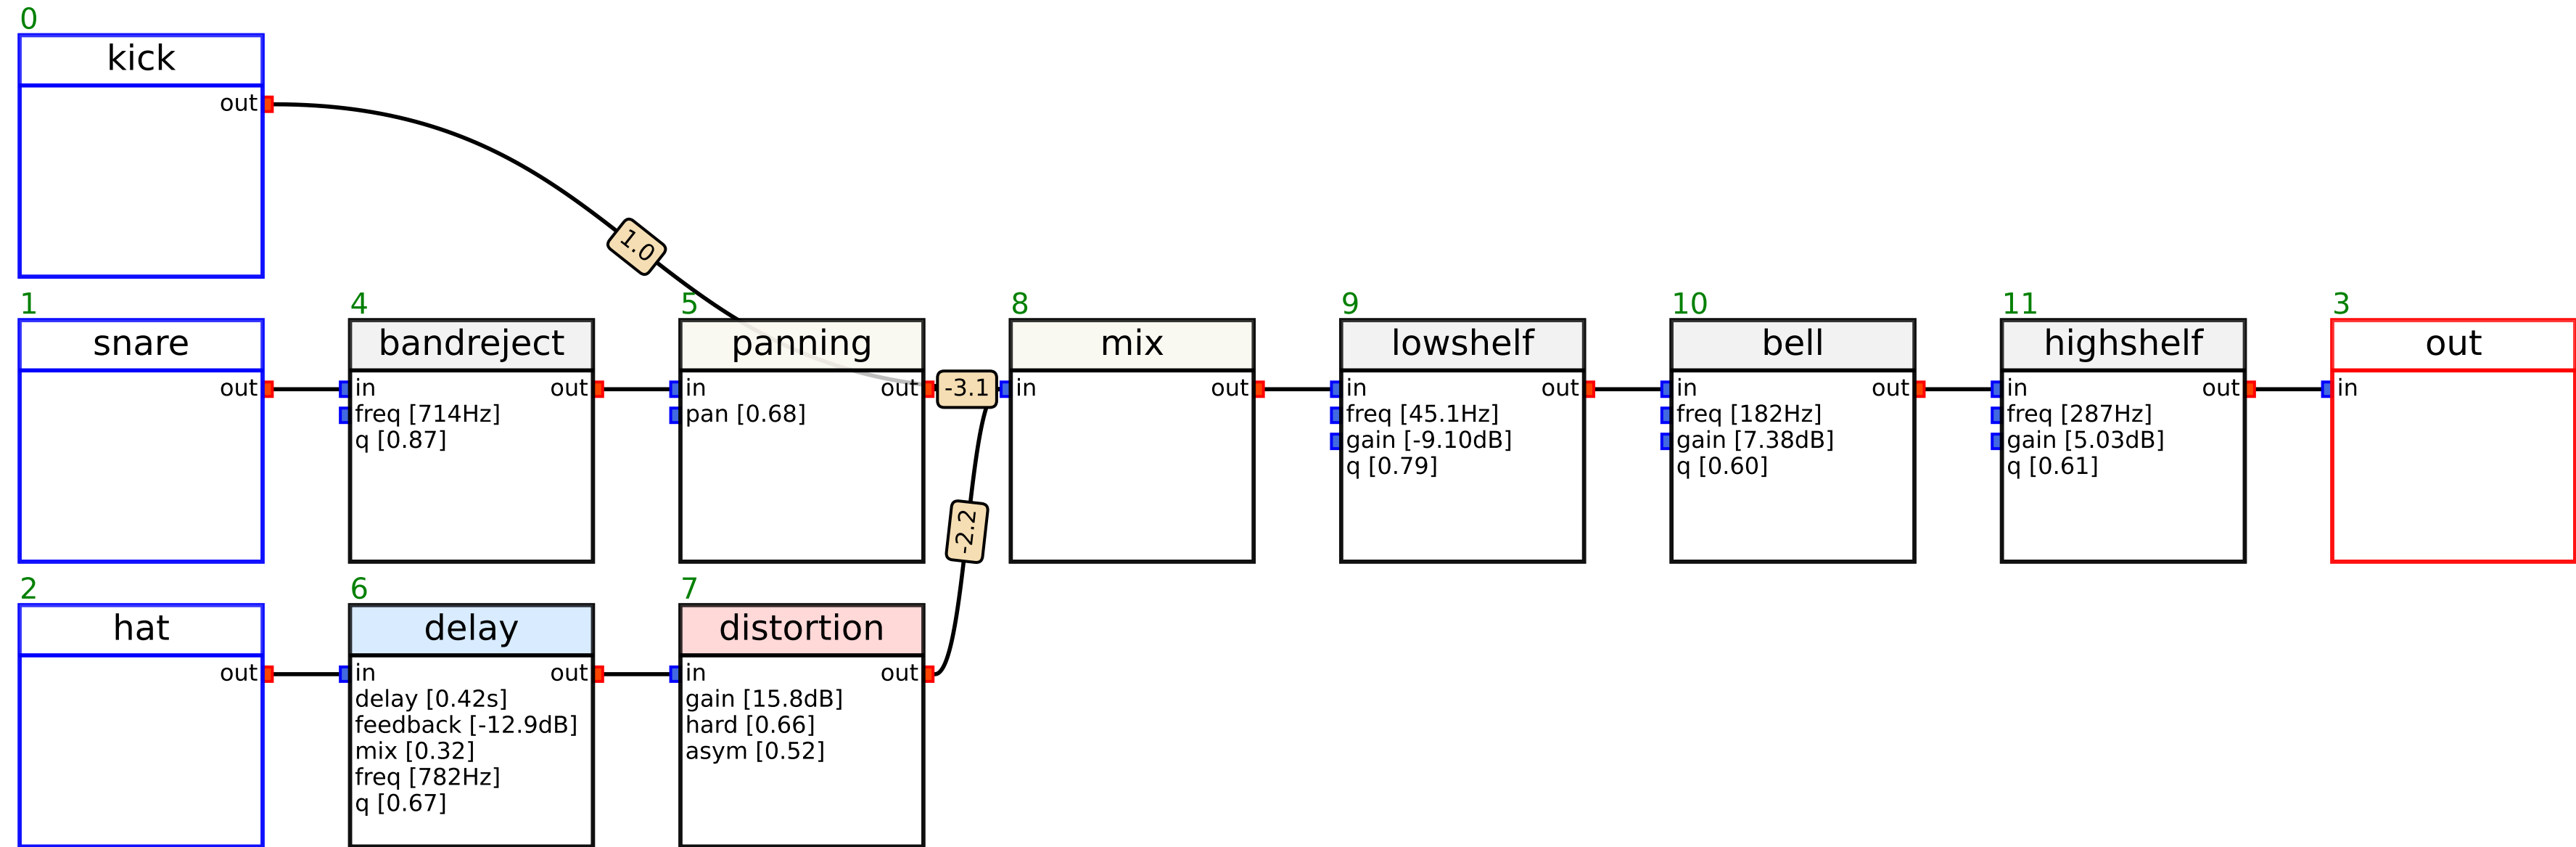 0
kick
out
1.0
1
snare
out
4
bandreject
in out
freq [714Hz]
q [0.87]
5
panning
in out
pan [0.68]
-3.1
8
mix
in out
9
lowshelf
in out
freq [45.1Hz]
gain [-9.10dB]
q [0.79]
10
bell
in out
freq [182Hz]
gain [7.38dB]
q [0.60]
11
highshelf
in out
freq [287Hz]
gain [5.03dB]
q [0.61]
3
out
in
-2.2
2
hat
out
6
delay
in out
delay [0.42s]
feedback [-12.9dB]
mix [0.32]
freq [782Hz]
q [0.67]
7
distortion
in out
gain [15.8dB]
hard [0.66]
asym [0.52]